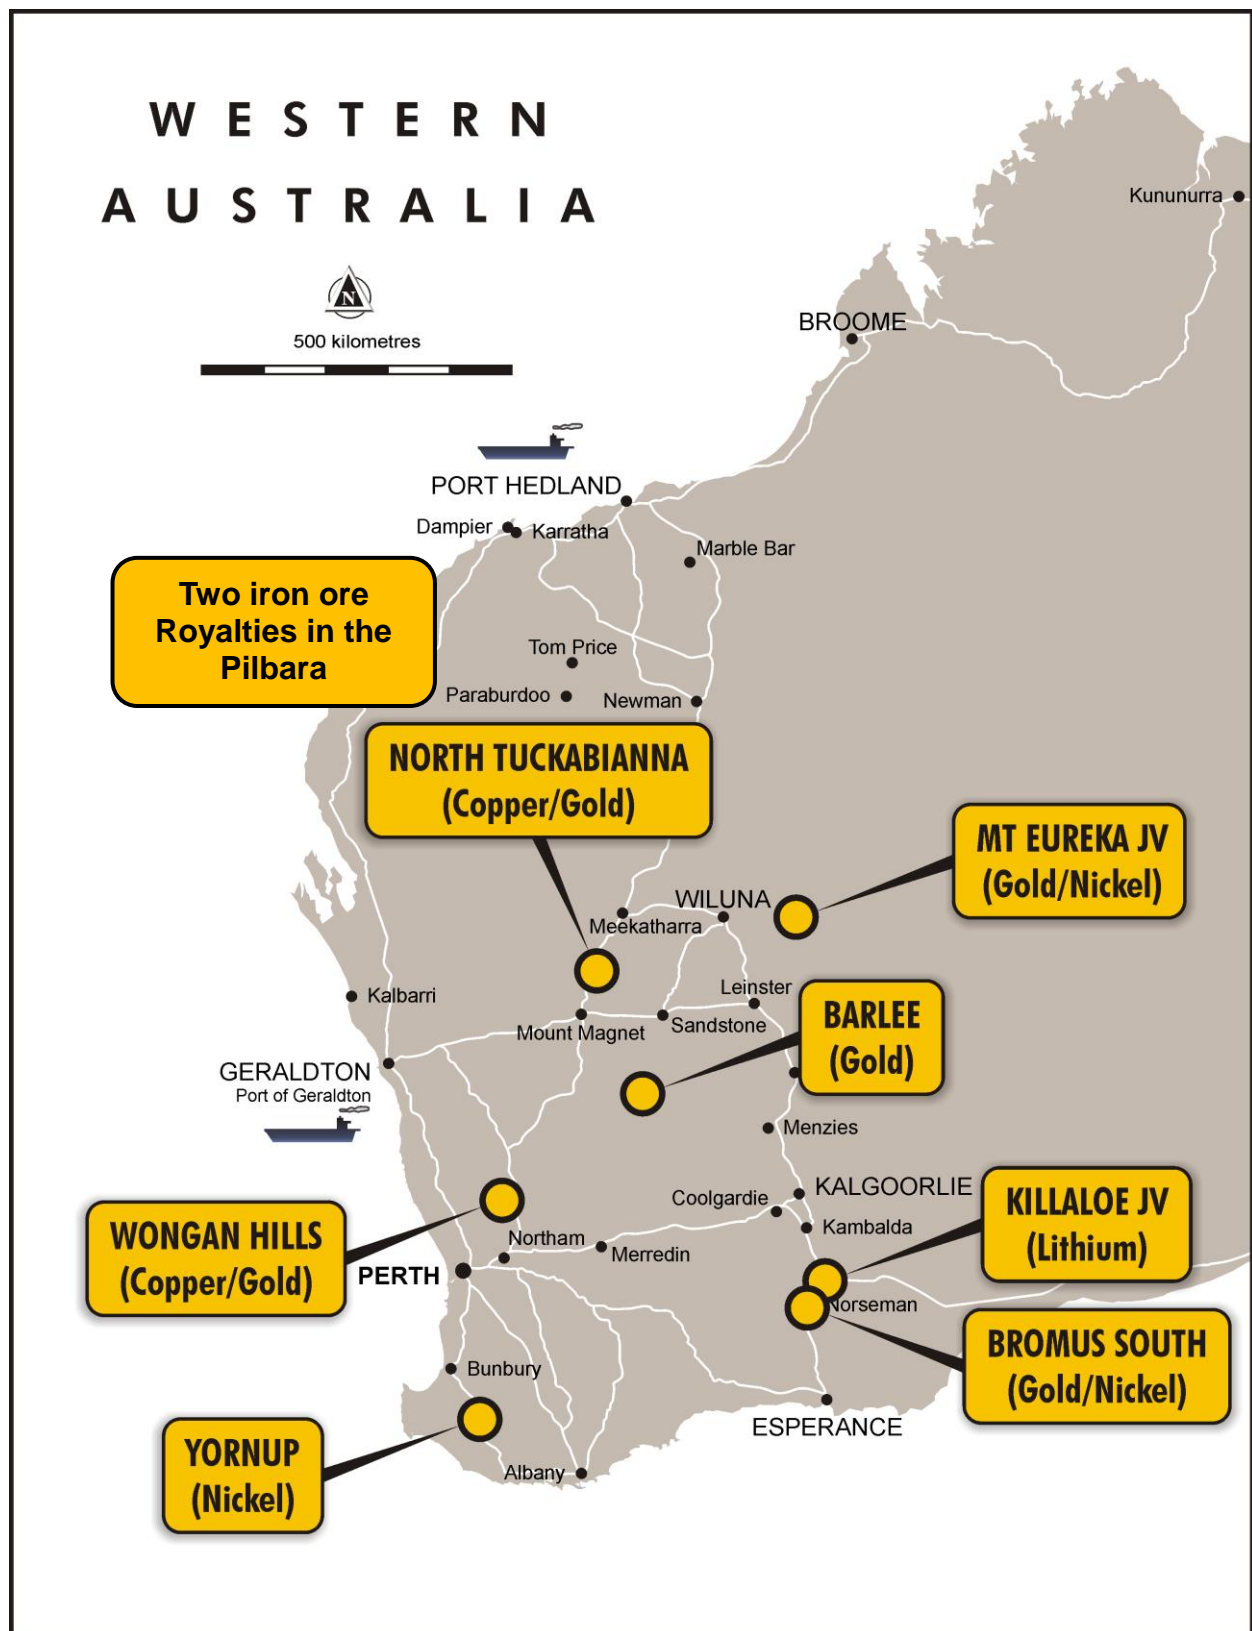 WESTERN
AUSTRALIA
N
500 kilometres
Kununurra
BROOME
PORT HEDLAND
Dampier
Karratha
Marble Bar
Two iron ore
Royalties in the
Pilbara
Tom Price
Paraburdoo
Newman
NORTH TUCKABIANNA
(Copper/Gold)
MT EUREKA JV
(Gold/Nickel)
WILUNA
Meekatharra
Kalbarri
Leinster
Mount Magnet
Sandstone
BARLEE
(Gold)
GERALDTON
Port of Geraldton
Menzies
Coolgardie
KALGOORLIE
Kambalda
KILLALOE JV
(Lithium)
WONGAN HILLS
(Copper/Gold)
Northam
Merredin
PERTH
Norseman
BROMUS SOUTH
(Gold/Nickel)
Bunbury
ESPERANCE
YORNUP
(Nickel)
Albany